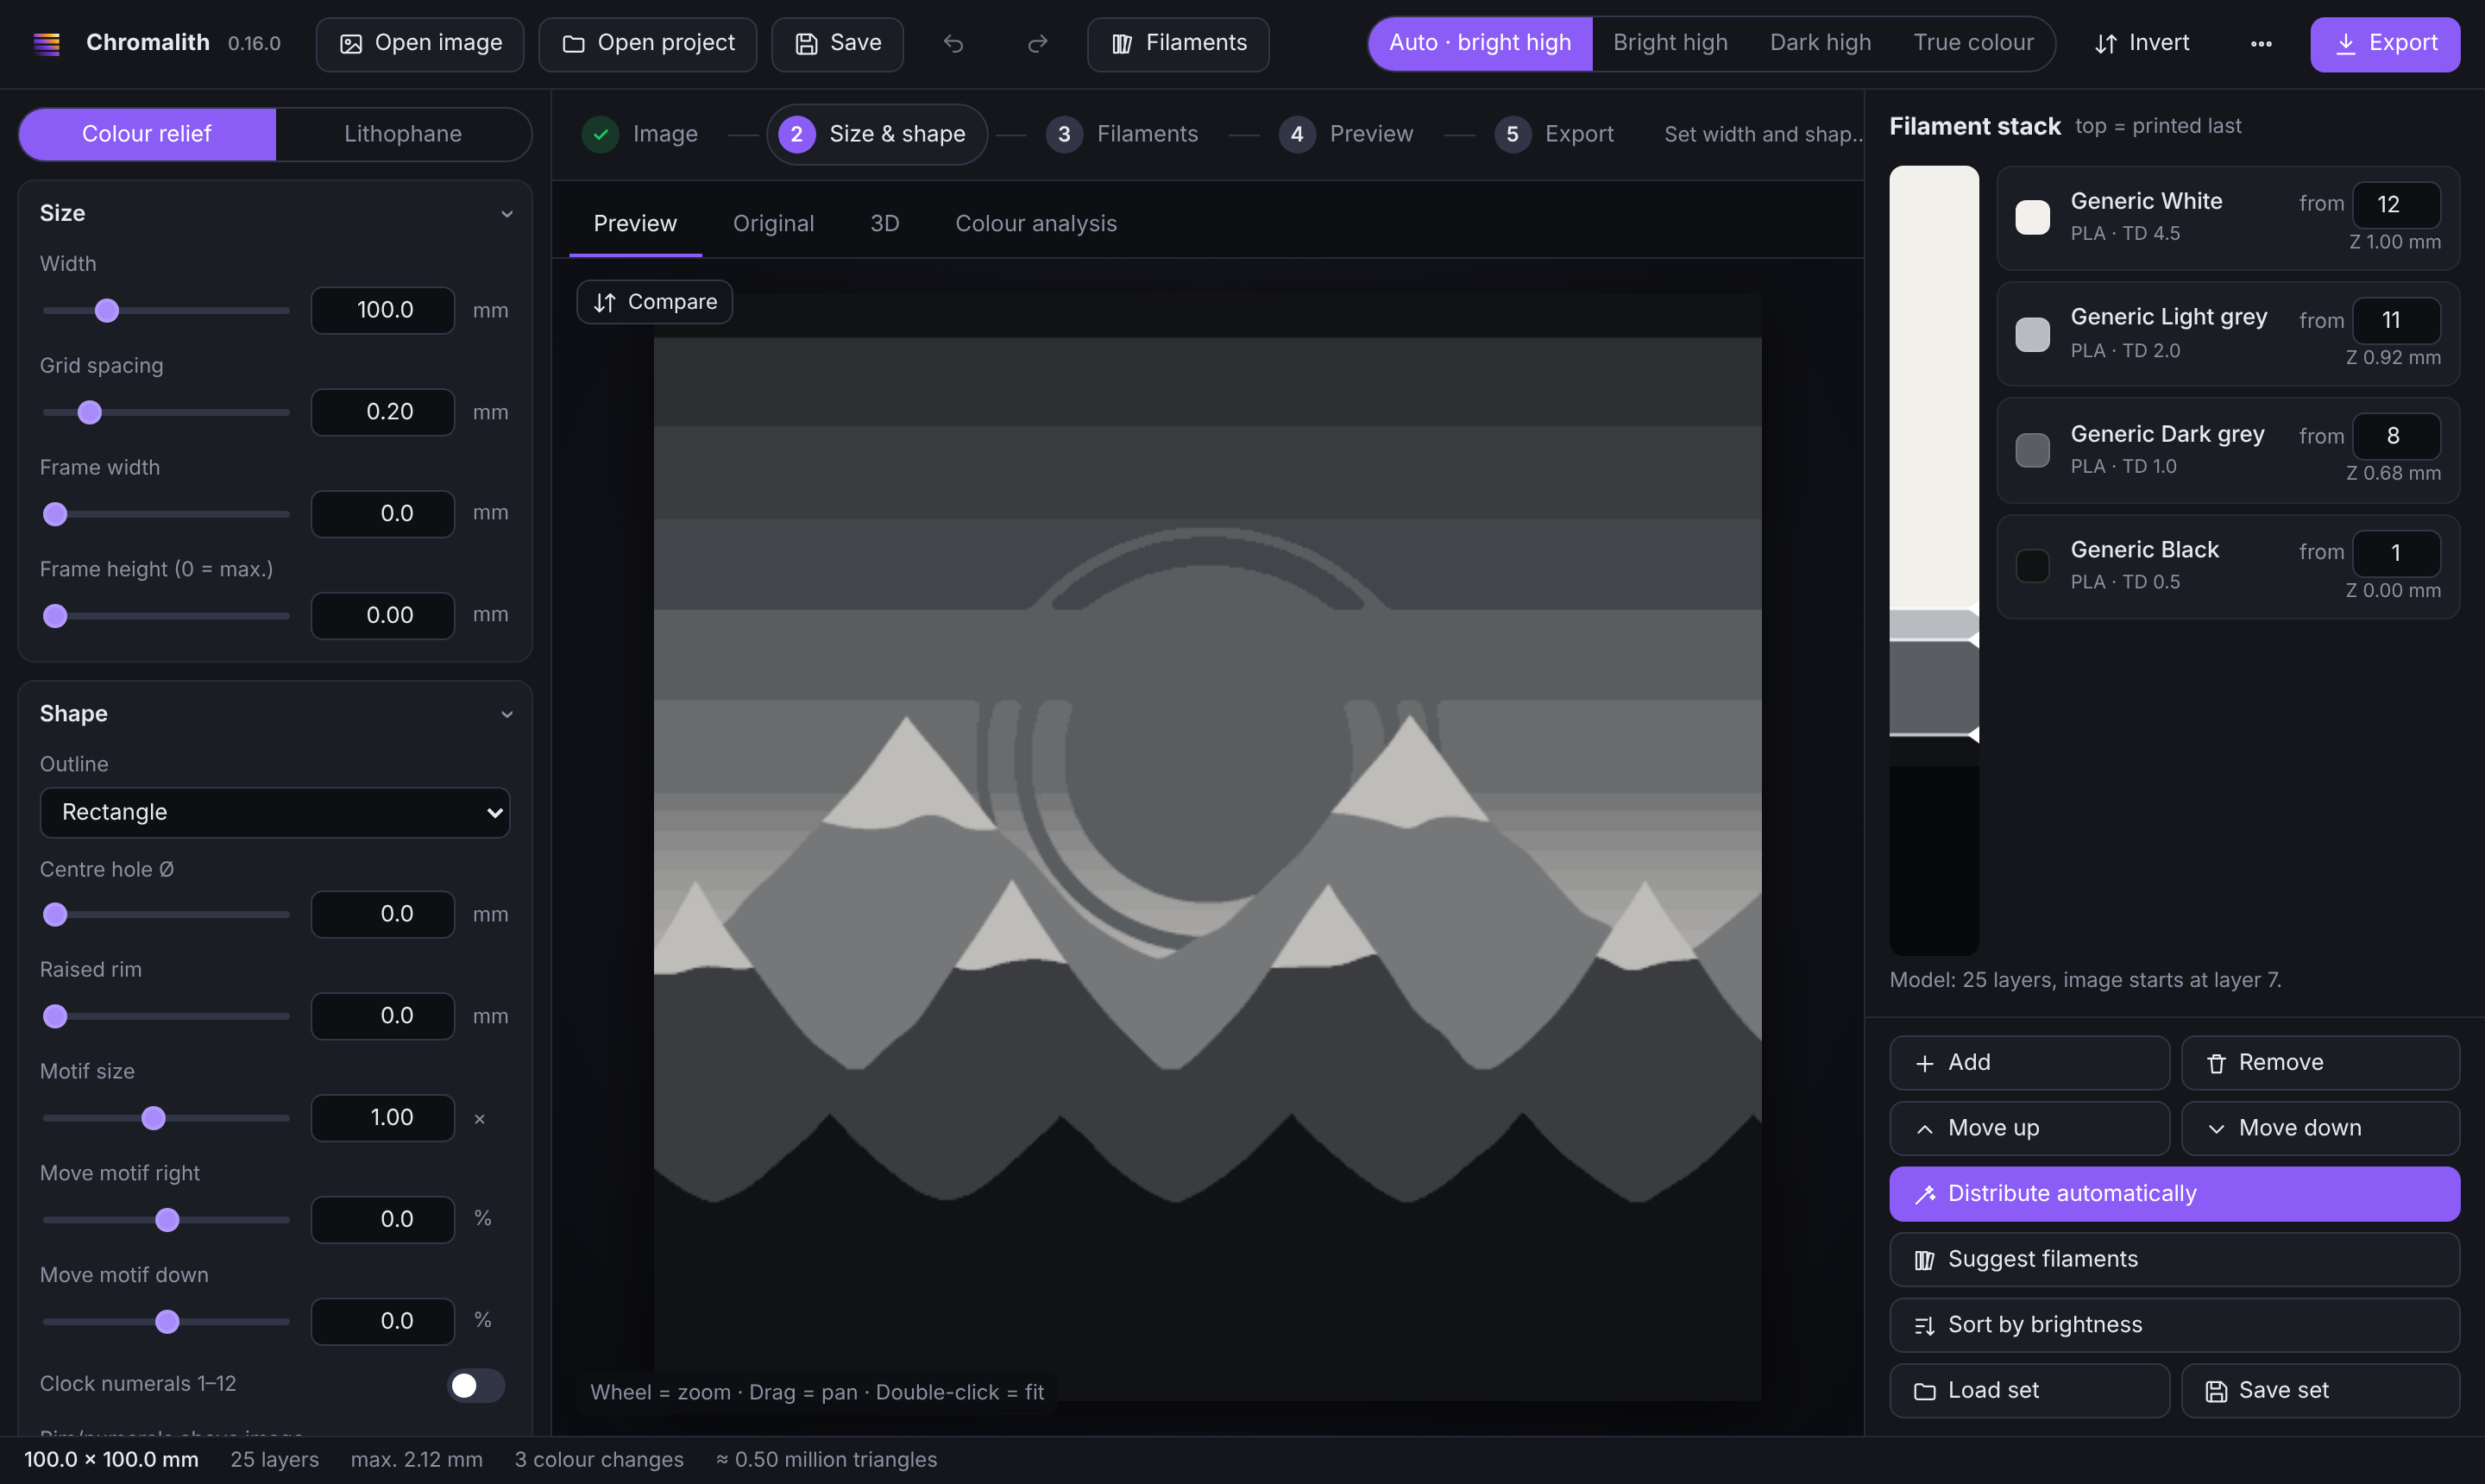 Chromalith 0.16.0 Open image Open project Save Filaments Auto · bright high Bright high Dark high True colour Invert Export
Colour relief Lithophane
Size
Width
100.0 mm
Grid spacing
0.20 mm
Frame width
0.0 mm
Frame height (0 = max.)
0.00 mm
Shape
Outline
Rectangle
Centre hole Ø
0.0 mm
Raised rim
0.0 mm
Motif size
1.00 ×
Move motif right
0.0 %
Move motif down
0.0 %
Clock numerals 1–12
Rim/numerals above image
Image 2 Size & shape 3 Filaments 4 Preview 5 Export Set width and shap..
Preview Original 3D Colour analysis
Compare
Wheel = zoom · Drag = pan · Double-click = fit
Filament stack top = printed last
Generic White from 12
PLA · TD 4.5 Z 1.00 mm
Generic Light grey from 11
PLA · TD 2.0 Z 0.92 mm
Generic Dark grey from 8
PLA · TD 1.0 Z 0.68 mm
Generic Black from 1
PLA · TD 0.5 Z 0.00 mm
Model: 25 layers, image starts at layer 7.
Add Remove
Move up Move down
Distribute automatically
Suggest filaments
Sort by brightness
Load set Save set
100.0 × 100.0 mm 25 layers max. 2.12 mm 3 colour changes ≈ 0.50 million triangles